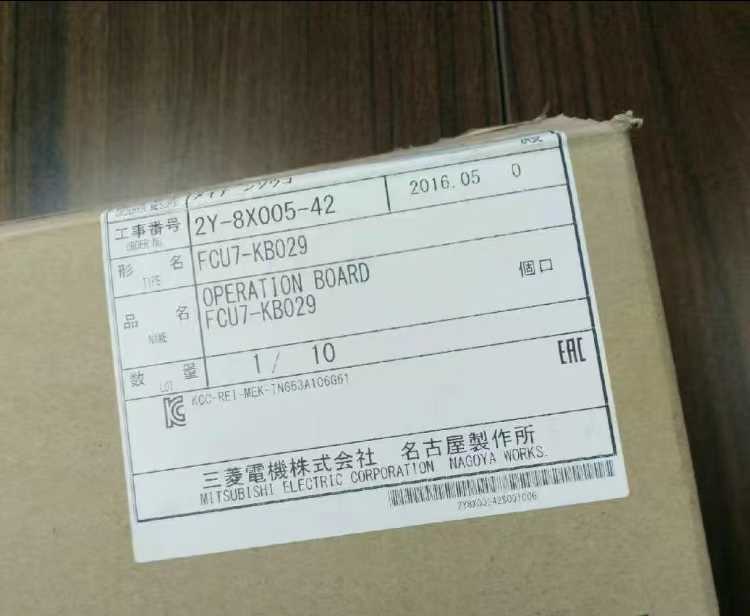 工事番号 2Y-8X005-42 2016.05 0
ORDER NO.
形 名 FCU7-KB029
TYPE
品 名 OPERATION BOARD 個口
NAME FCU7-KB029
数 量 1 / 10
LOT
EAC
KCC-REI-MEK-TN653A106G51
三菱電機株式会社 名古屋製作所
MITSUBISHI ELECTRIC CORPORATION NAGOYA WORKS.